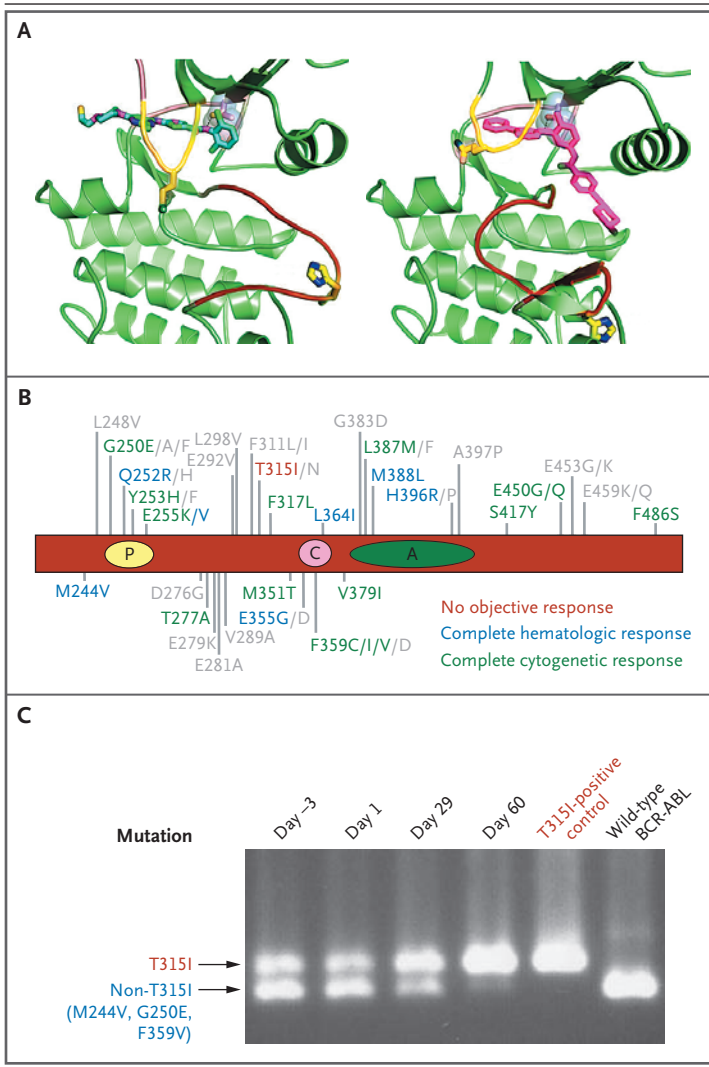 A
B
L248V
G250E/A/F
Q252R/H
Y253H/F
E255K/V
E292V
L298V
F311L/I
T315I/N
F317L
L364I
G383D
L387M/F
M388L
H396R/P
A397P
E450G/Q
S417Y
E453G/K
E459K/Q
F486S
P
C
A
M244V
D276G
T277A
E279K
E281A
V289A
M351T
E355G/D
F359C/I/V/D
V379I
No objective response
Complete hematologic response
Complete cytogenetic response
C
Mutation
Day –3
Day 1
Day 29
Day 60
T315I-positive
control
Wild-type
BCR-ABL
T315I
Non-T315I
(M244V, G250E,
F359V)